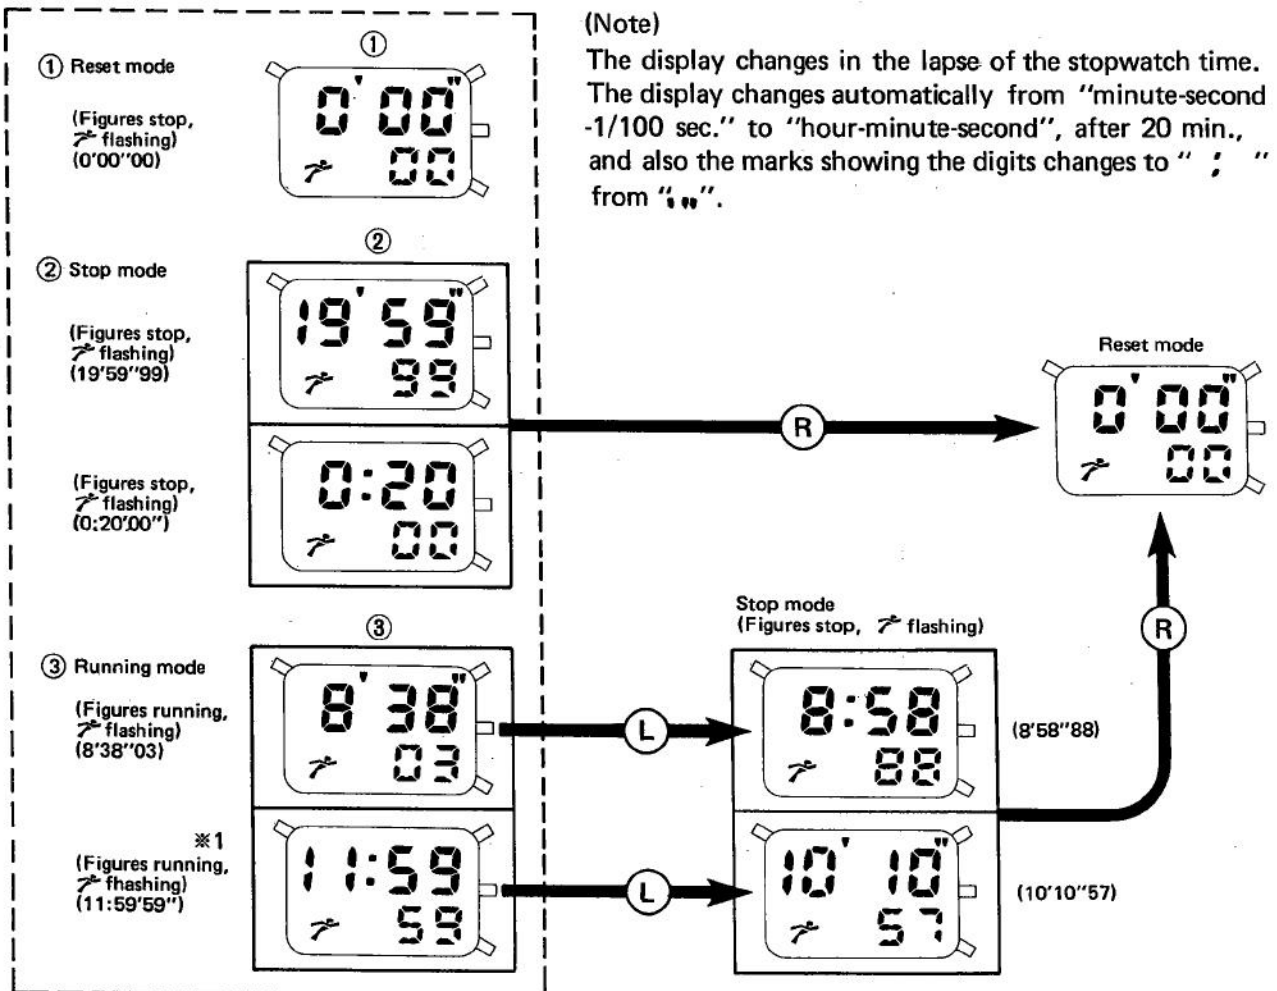 (Note)
The display changes in the lapse of the stopwatch time.
The display changes automatically from "minute-second
-1/100 sec." to "hour-minute-second", after 20 min.,
and also the marks showing the digits changes to " : "
from "' ''".
① Reset mode
(Figures stop,
flashing)
(0'00"00)
①
0' 00"
00
② Stop mode
(Figures stop,
flashing)
(19'59"99)
②
19' 59"
99
(Figures stop,
flashing)
(0:20'00")
0:20
00
R
Reset mode
0' 00"
00
③ Running mode
(Figures running,
flashing)
(8'38"03)
③
8' 38"
03
L
Stop mode
(Figures stop, flashing)
8:58
88
(8'58"88)
R
※1
(Figures running,
fhashing)
(11:59'59")
11:59
59
L
10' 10"
57
(10'10"57)